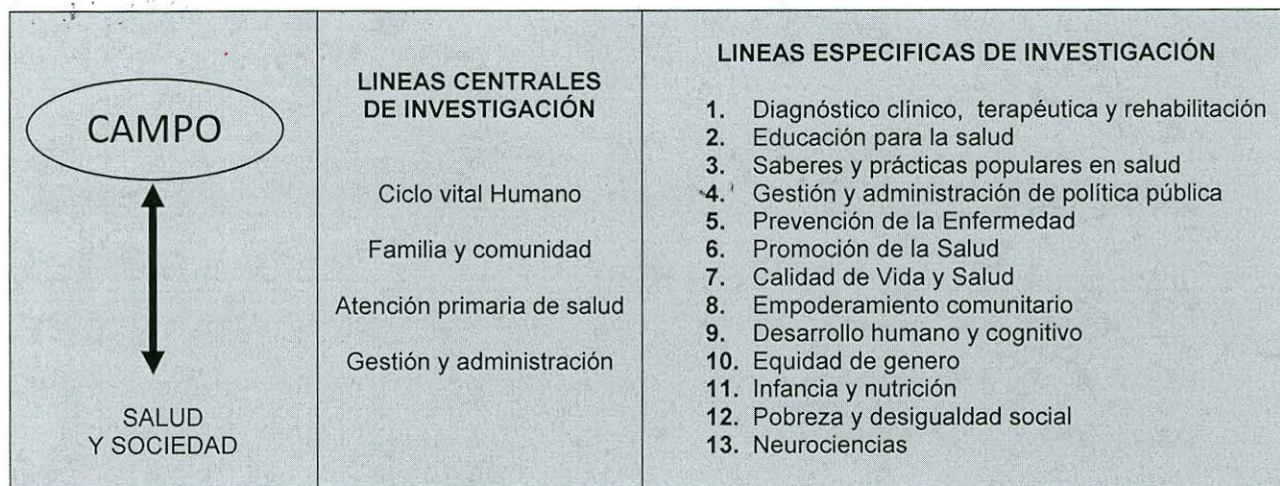 CAMPO
SALUD
Y SOCIEDAD
LINEAS CENTRALES
DE INVESTIGACIÓN
Ciclo vital Humano
Familia y comunidad
Atención primaria de salud
Gestión y administración
LINEAS ESPECIFICAS DE INVESTIGACIÓN
1. Diagnóstico clínico, terapéutica y rehabilitación
2. Educación para la salud
3. Saberes y prácticas populares en salud
4. Gestión y administración de política pública
5. Prevención de la Enfermedad
6. Promoción de la Salud
7. Calidad de Vida y Salud
8. Empoderamiento comunitario
9. Desarrollo humano y cognitivo
10. Equidad de genero
11. Infancia y nutrición
12. Pobreza y desigualdad social
13. Neurociencias